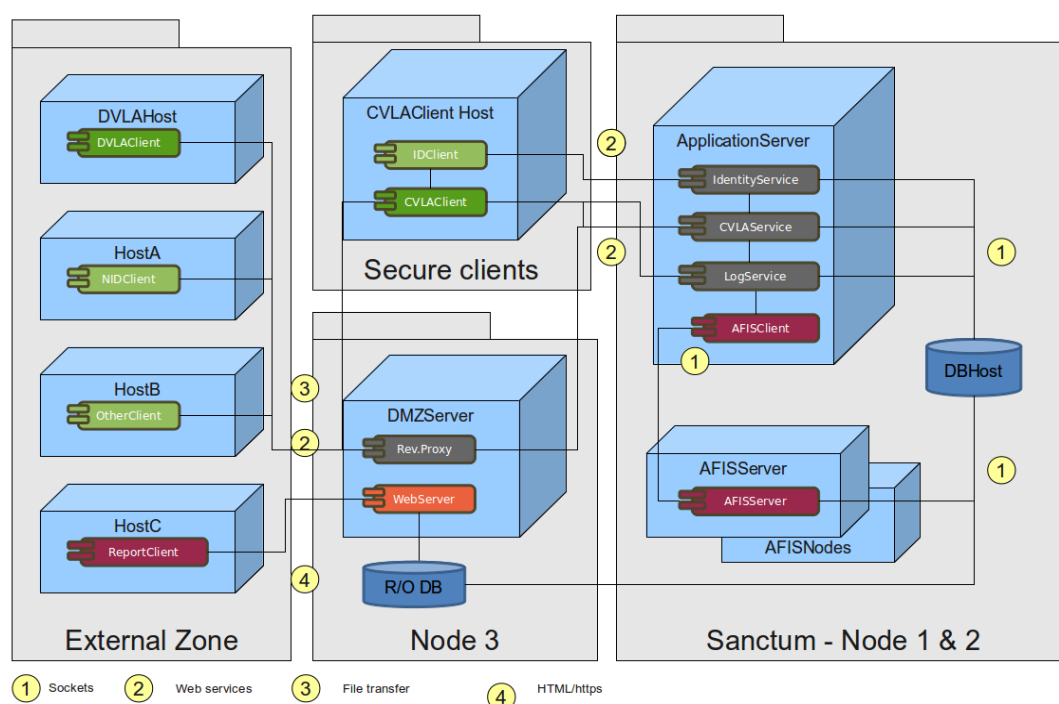 DVLAHost
DVLAClient
HostA
NIDClient
HostB
OtherClient
HostC
ReportClient
External Zone
CVLAClient Host
IDClient
CVLAClient
Secure clients
3
2
4
DMZServer
Rev.Proxy
WebServer
R/O DB
Node 3
2
2
ApplicationServer
IdentityService
CVLAService
LogService
AFISClient
1
1
DBHost
AFISServer
AFISServer
AFISNodes
1
Sanctum - Node 1 & 2
1 Sockets
2 Web services
3 File transfer
4 HTML/https